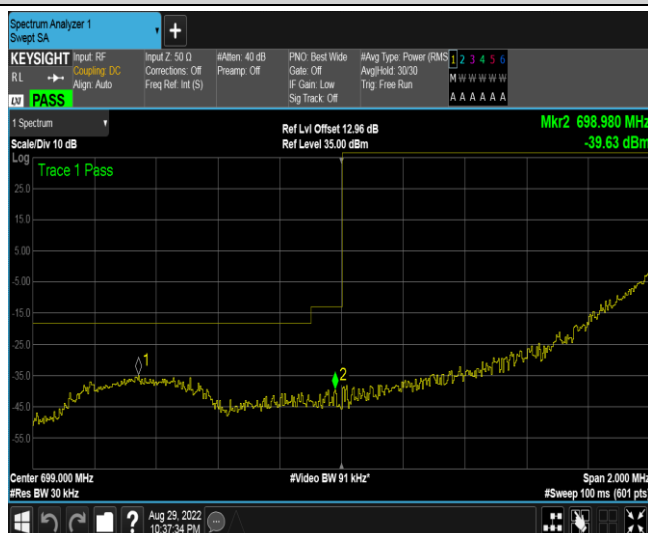 Spectrum Analyzer 1
Swept SA
+
KEYSIGHT
RL
LXI PASS
Input: RF
Coupling: DC
Align: Auto
Input Z: 50 Ω
Corrections: Off
Freq Ref: Int (S)
#Atten: 40 dB
Preamp: Off
PNO: Best Wide
Gate: Off
IF Gain: Low
Sig Track: Off
#Avg Type: Power (RMS
Avg|Hold: 30/30
Trig: Free Run
1 2 3 4 5 6
M W W W W W
A A A A A A
1 Spectrum
Scale/Div 10 dB
Log
Ref Lvl Offset 12.96 dB
Ref Level 35.00 dBm
Mkr2 698.980 MHz
-39.63 dBm
Trace 1 Pass
25.0
15.0
5.00
-5.00
-15.0
-25.0
-35.0
-45.0
-55.0
1
2
Center 699.000 MHz
#Res BW 30 kHz
#Video BW 91 kHz*
Span 2.000 MHz
#Sweep 100 ms (601 pts)
?
Aug 29, 2022
10:37:34 PM